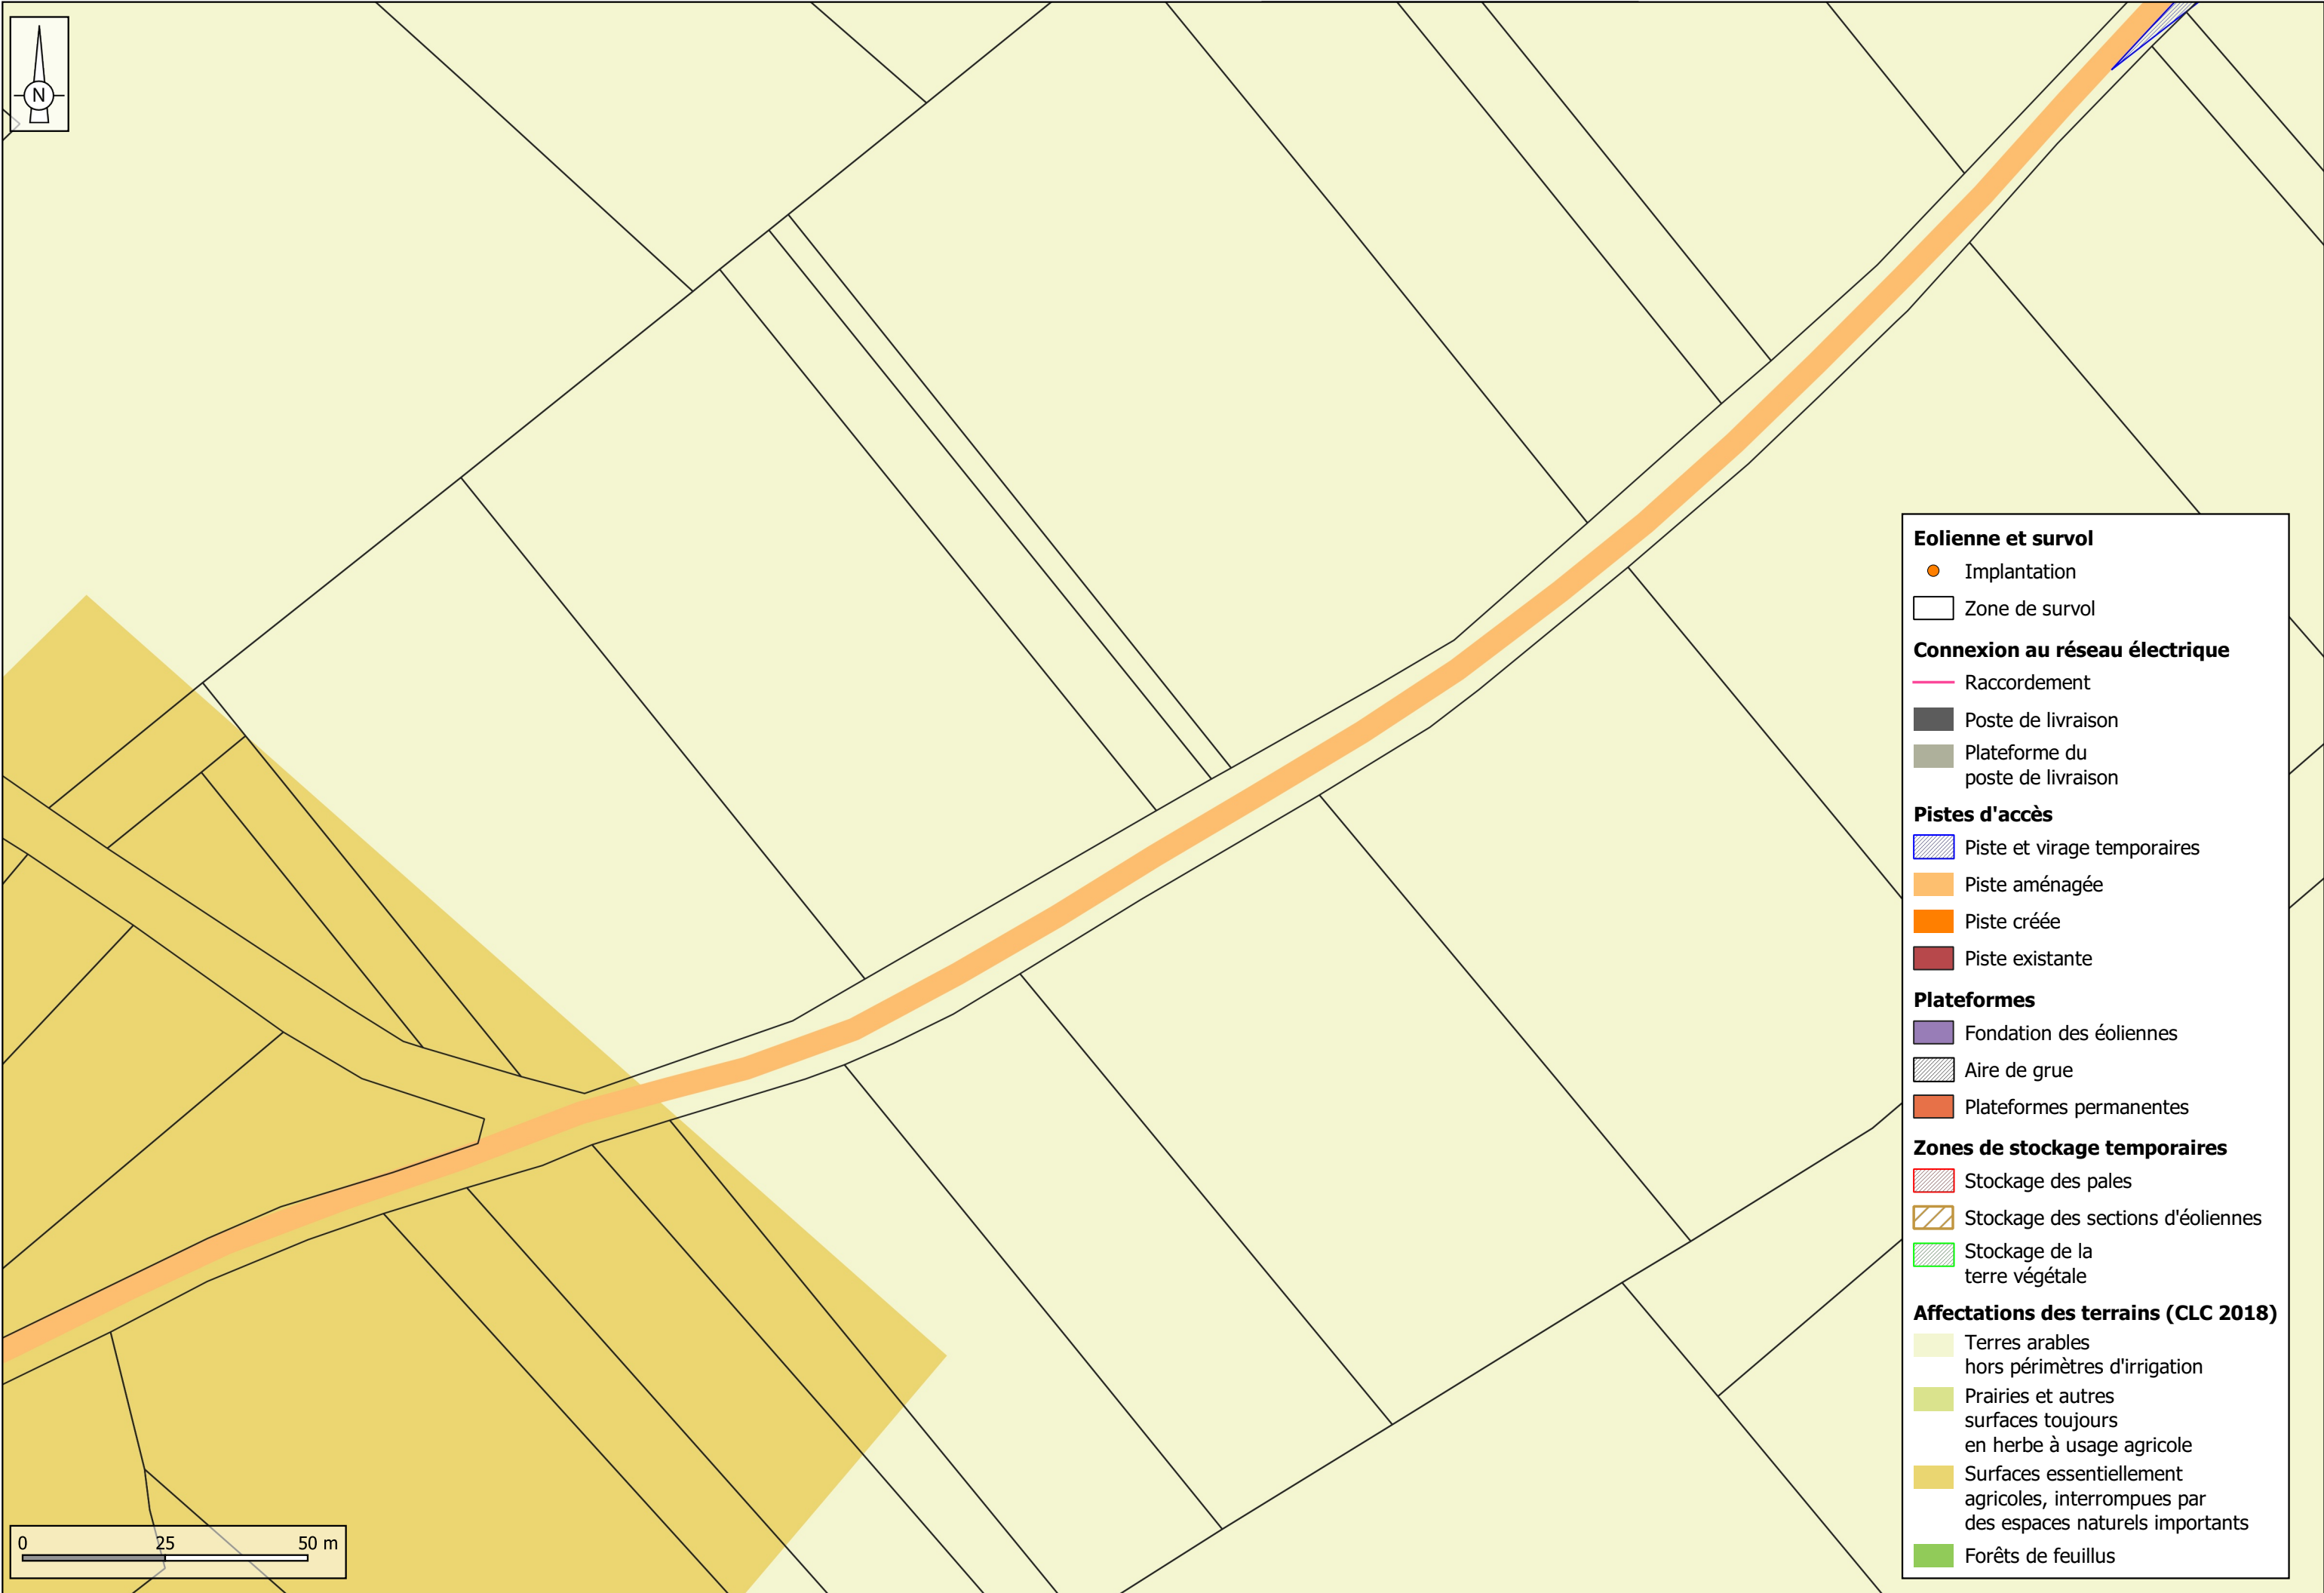 N
Eolienne et survol
Implantation
Zone de survol
Connexion au réseau électrique
Raccordement
Poste de livraison
Plateforme du
poste de livraison
Pistes d'accès
Piste et virage temporaires
Piste aménagée
Piste créée
Piste existante
Plateformes
Fondation des éoliennes
Aire de grue
Plateformes permanentes
Zones de stockage temporaires
Stockage des pales
Stockage des sections d'éoliennes
Stockage de la
terre végétale
Affectations des terrains (CLC 2018)
Terres arables
hors périmètres d'irrigation
Prairies et autres
surfaces toujours
en herbe à usage agricole
Surfaces essentiellement
agricoles, interrompues par
des espaces naturels importants
Forêts de feuillus
0 25 50 m